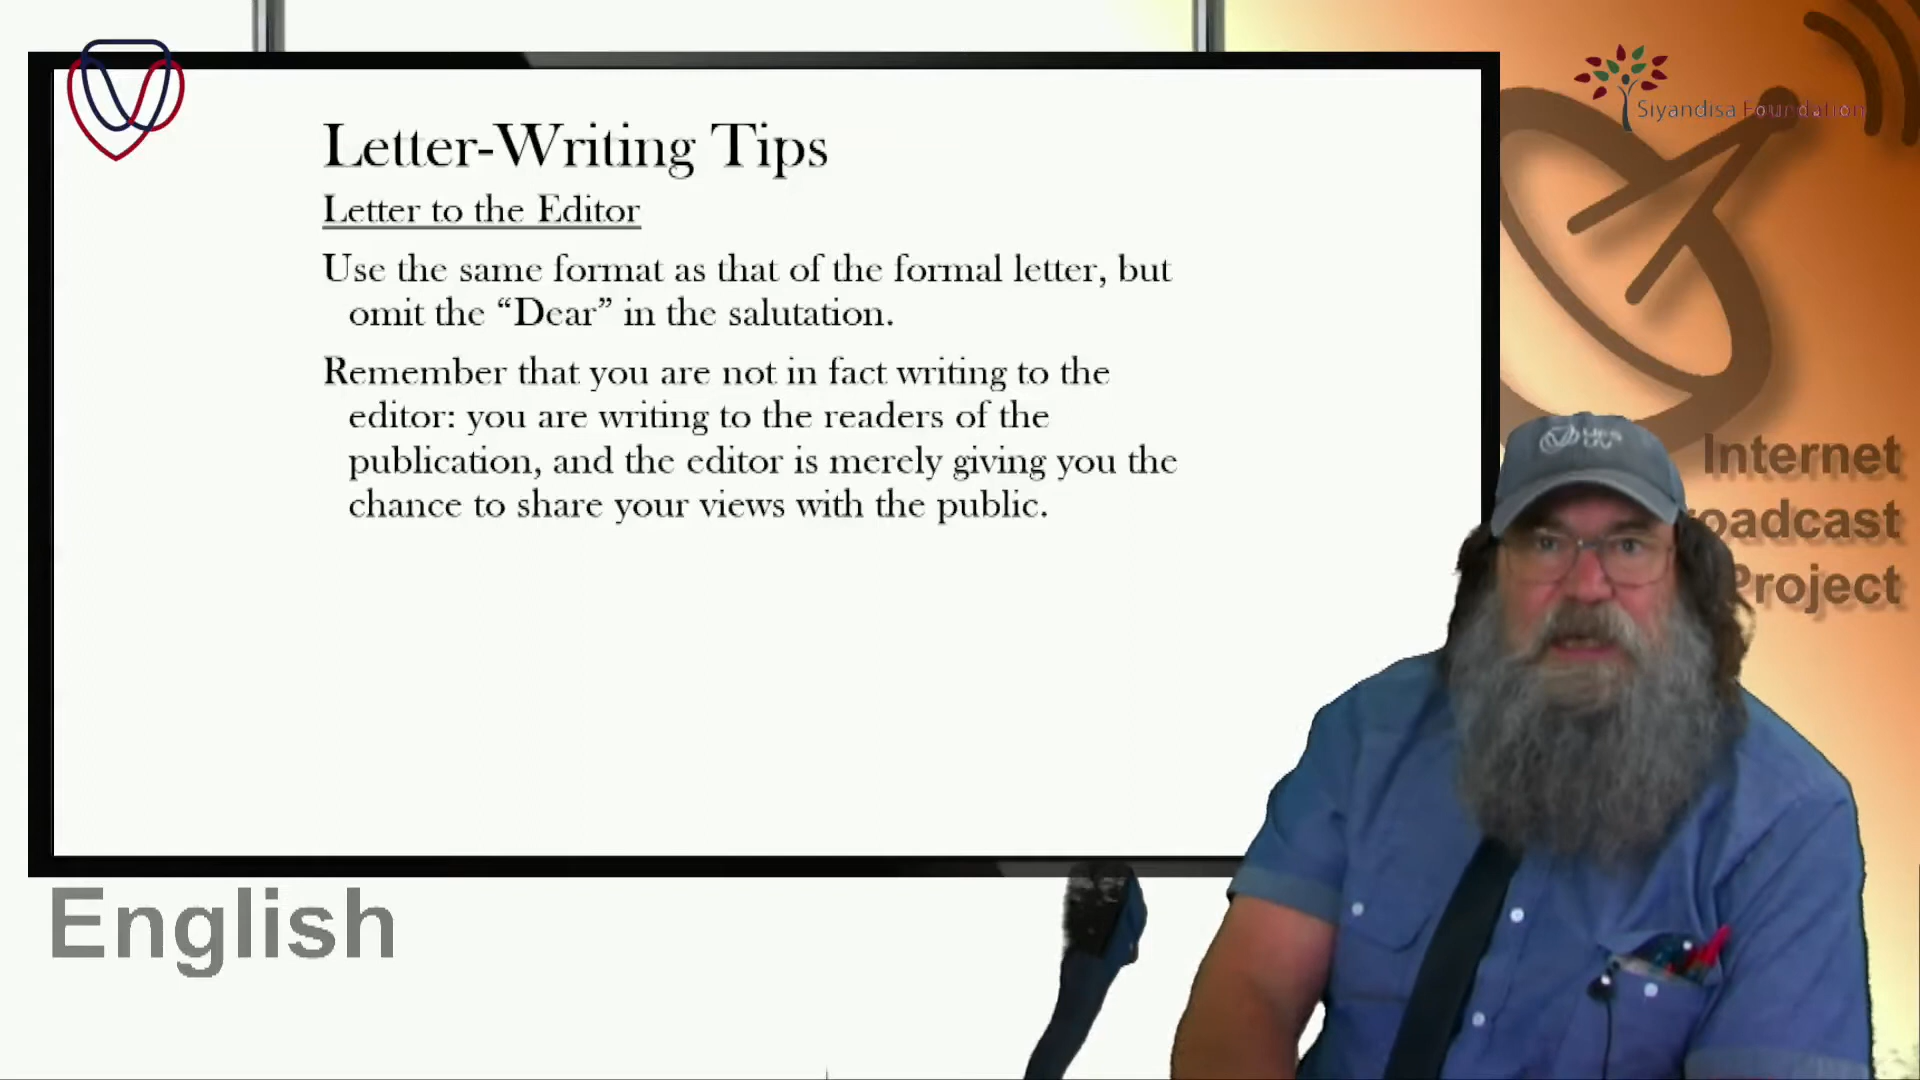 Letter-Writing Tips
Letter to the Editor
Use the same format as that of the formal letter, but
omit the “Dear” in the salutation.
Remember that you are not in fact writing to the
editor: you are writing to the readers of the
publication, and the editor is merely giving you the
chance to share your views with the public.
Siyandisa Foundation
UFS
UV
Internet
oadcast
Project
English